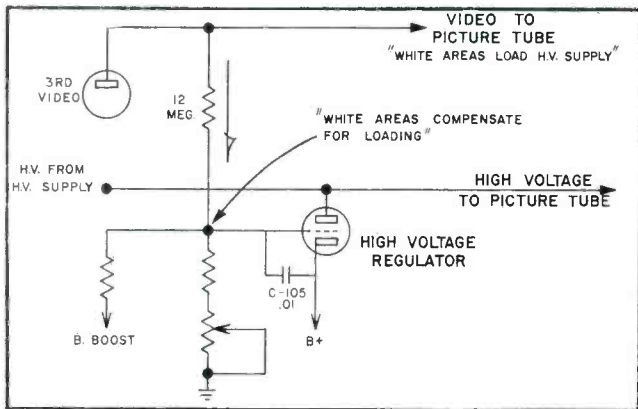 VIDEO TO
PICTURE TUBE
"WHITE AREAS LOAD H.V. SUPPLY"
3RD
VIDEO
12
MEG.
"WHITE AREAS COMPENSATE
FOR LOADING"
H.V. FROM
H.V. SUPPLY
HIGH VOLTAGE
TO PICTURE TUBE
HIGH VOLTAGE
REGULATOR
C-105
.01
B. BOOST
B+